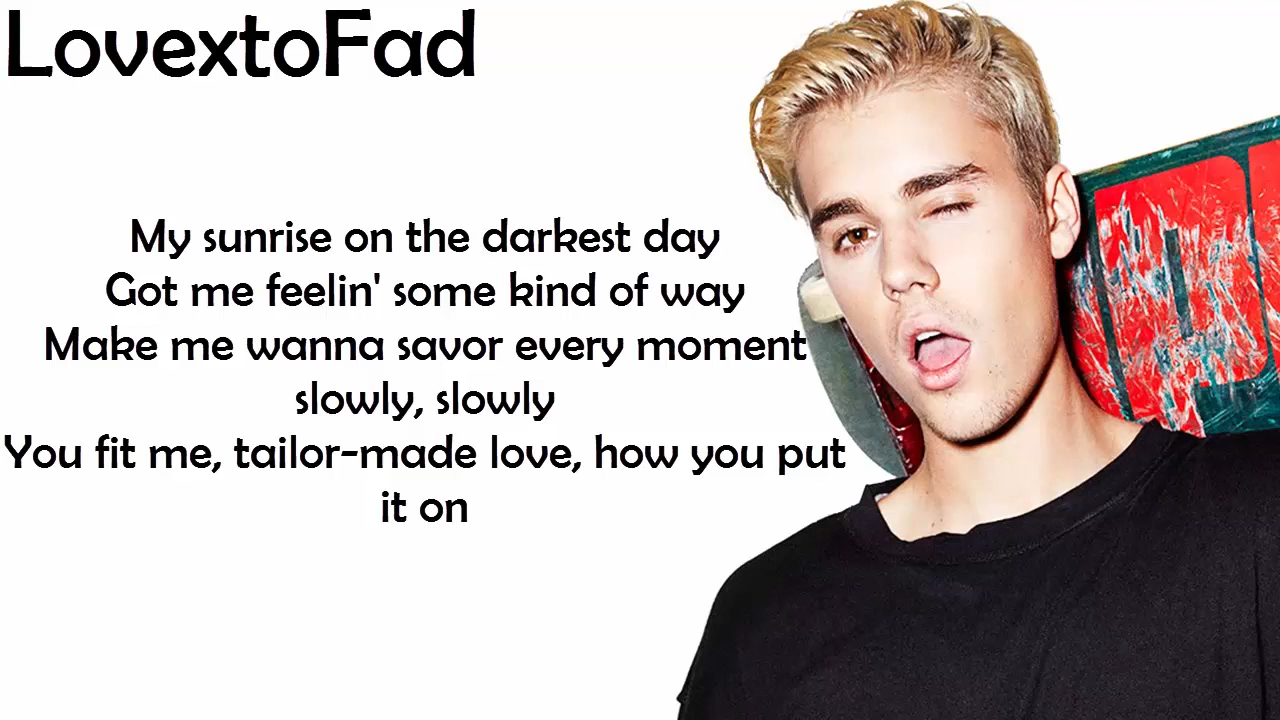 LovextoFad
My sunrise on the darkest day
Got me feelin' some kind of way
Make me wanna savor every moment
slowly, slowly
You fit me, tailor-made love, how you put
it on